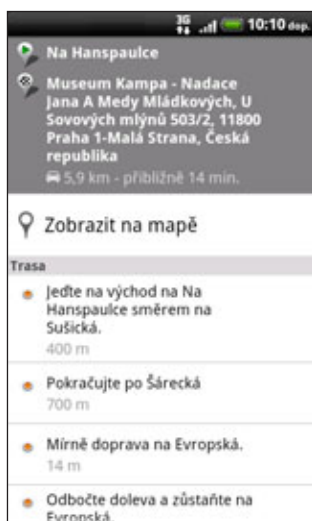 3G 10:10 dop.
Na Hanspaulce
Museum Kampa - Nadace
Jana A Medy Mládkových, U
Sovových mlýnů 503/2, 11800
Praha 1-Malá Strana, Česká
republika
5,9 km - přibližně 14 min.
Zobrazit na mapě
Trasa
Jeďte na východ na Na
Hanspaulce směrem na
Sušická.
400 m
Pokračujte po Šárecká
700 m
Mírně doprava na Evropská.
14 m
Odbočte doleva a zůstaňte na
Evropská.